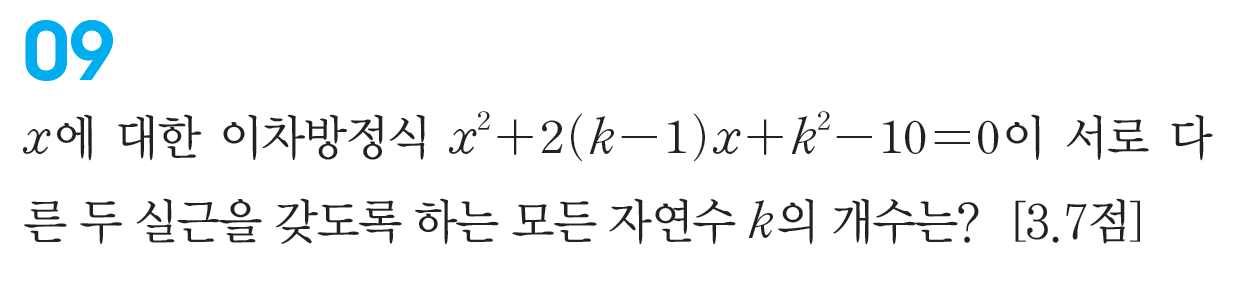 09
x에 대한 이차방정식 x²+2(k-1)x+k²-10=0이 서로 다
른 두 실근을 갖도록 하는 모든 자연수 k의 개수는? [3.7점]